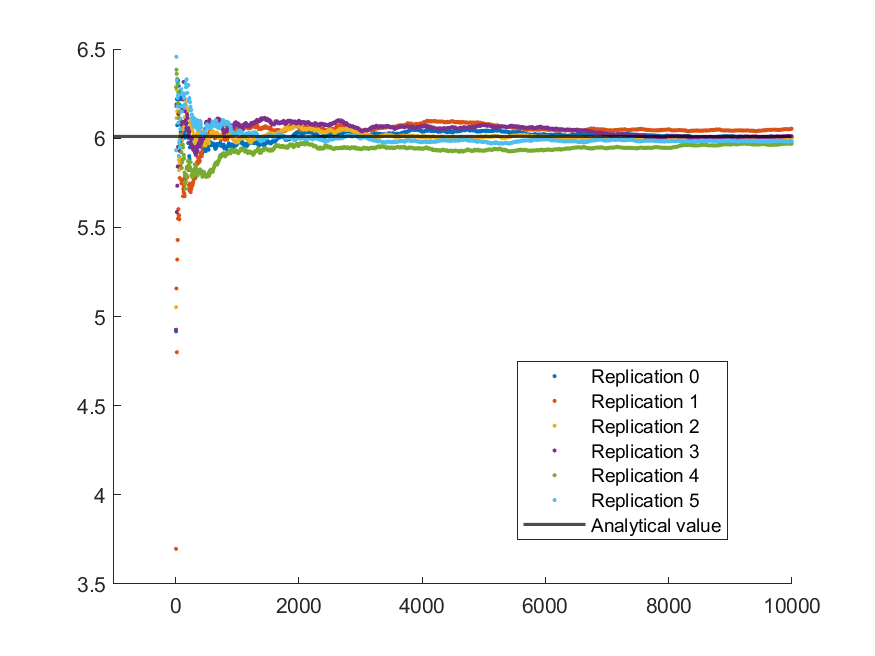 6.5
6
5.5
5
4.5
4
3.5
0
2000
4000
6000
8000
10000
Replication 0
Replication 1
Replication 2
Replication 3
Replication 4
Replication 5
Analytical value